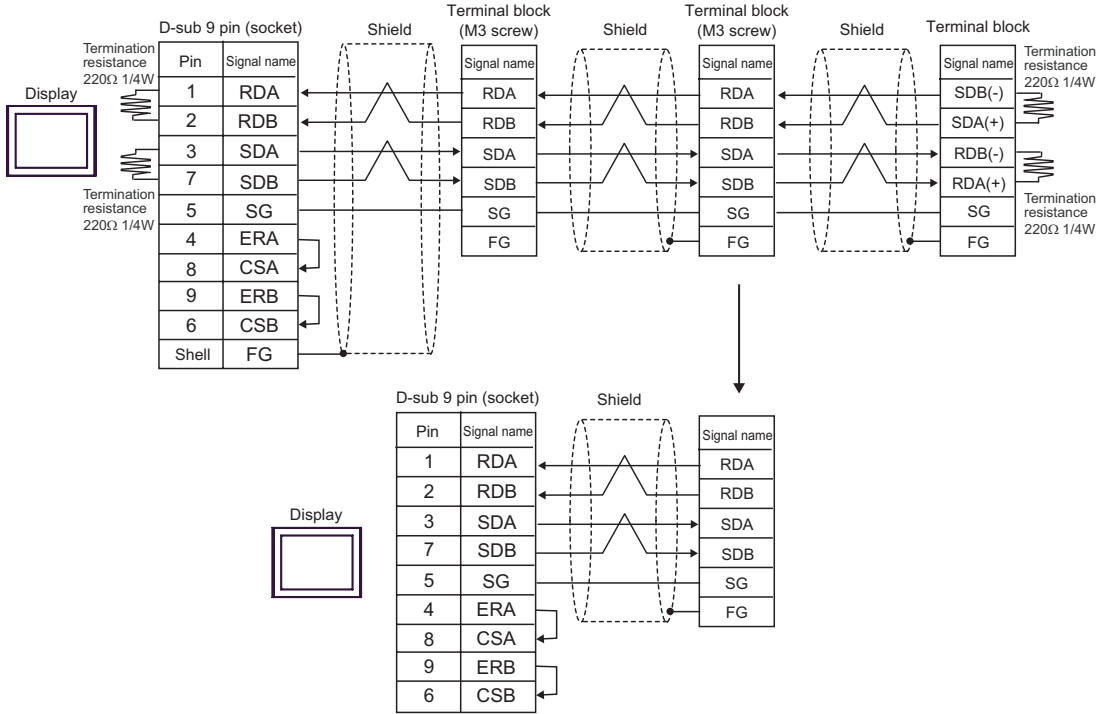 D-sub 9 pin (socket)
Shield
Terminal block
(M3 screw)
Shield
Terminal block
(M3 screw)
Shield
Terminal block
Termination
resistance
220Ω 1/4W
Display
Termination
resistance
220Ω 1/4W
Pin Signal name
1 RDA
2 RDB
3 SDA
7 SDB
5 SG
4 ERA
8 CSA
9 ERB
6 CSB
Shell FG
Signal name
RDA
RDB
SDA
SDB
SG
FG
Signal name
RDA
RDB
SDA
SDB
SG
FG
Signal name
SDB(-)
SDA(+)
RDB(-)
RDA(+)
SG
FG
Termination
resistance
220Ω 1/4W
Termination
resistance
220Ω 1/4W
D-sub 9 pin (socket)
Shield
Display
Pin Signal name
1 RDA
2 RDB
3 SDA
7 SDB
5 SG
4 ERA
8 CSA
9 ERB
6 CSB
Signal name
RDA
RDB
SDA
SDB
SG
FG